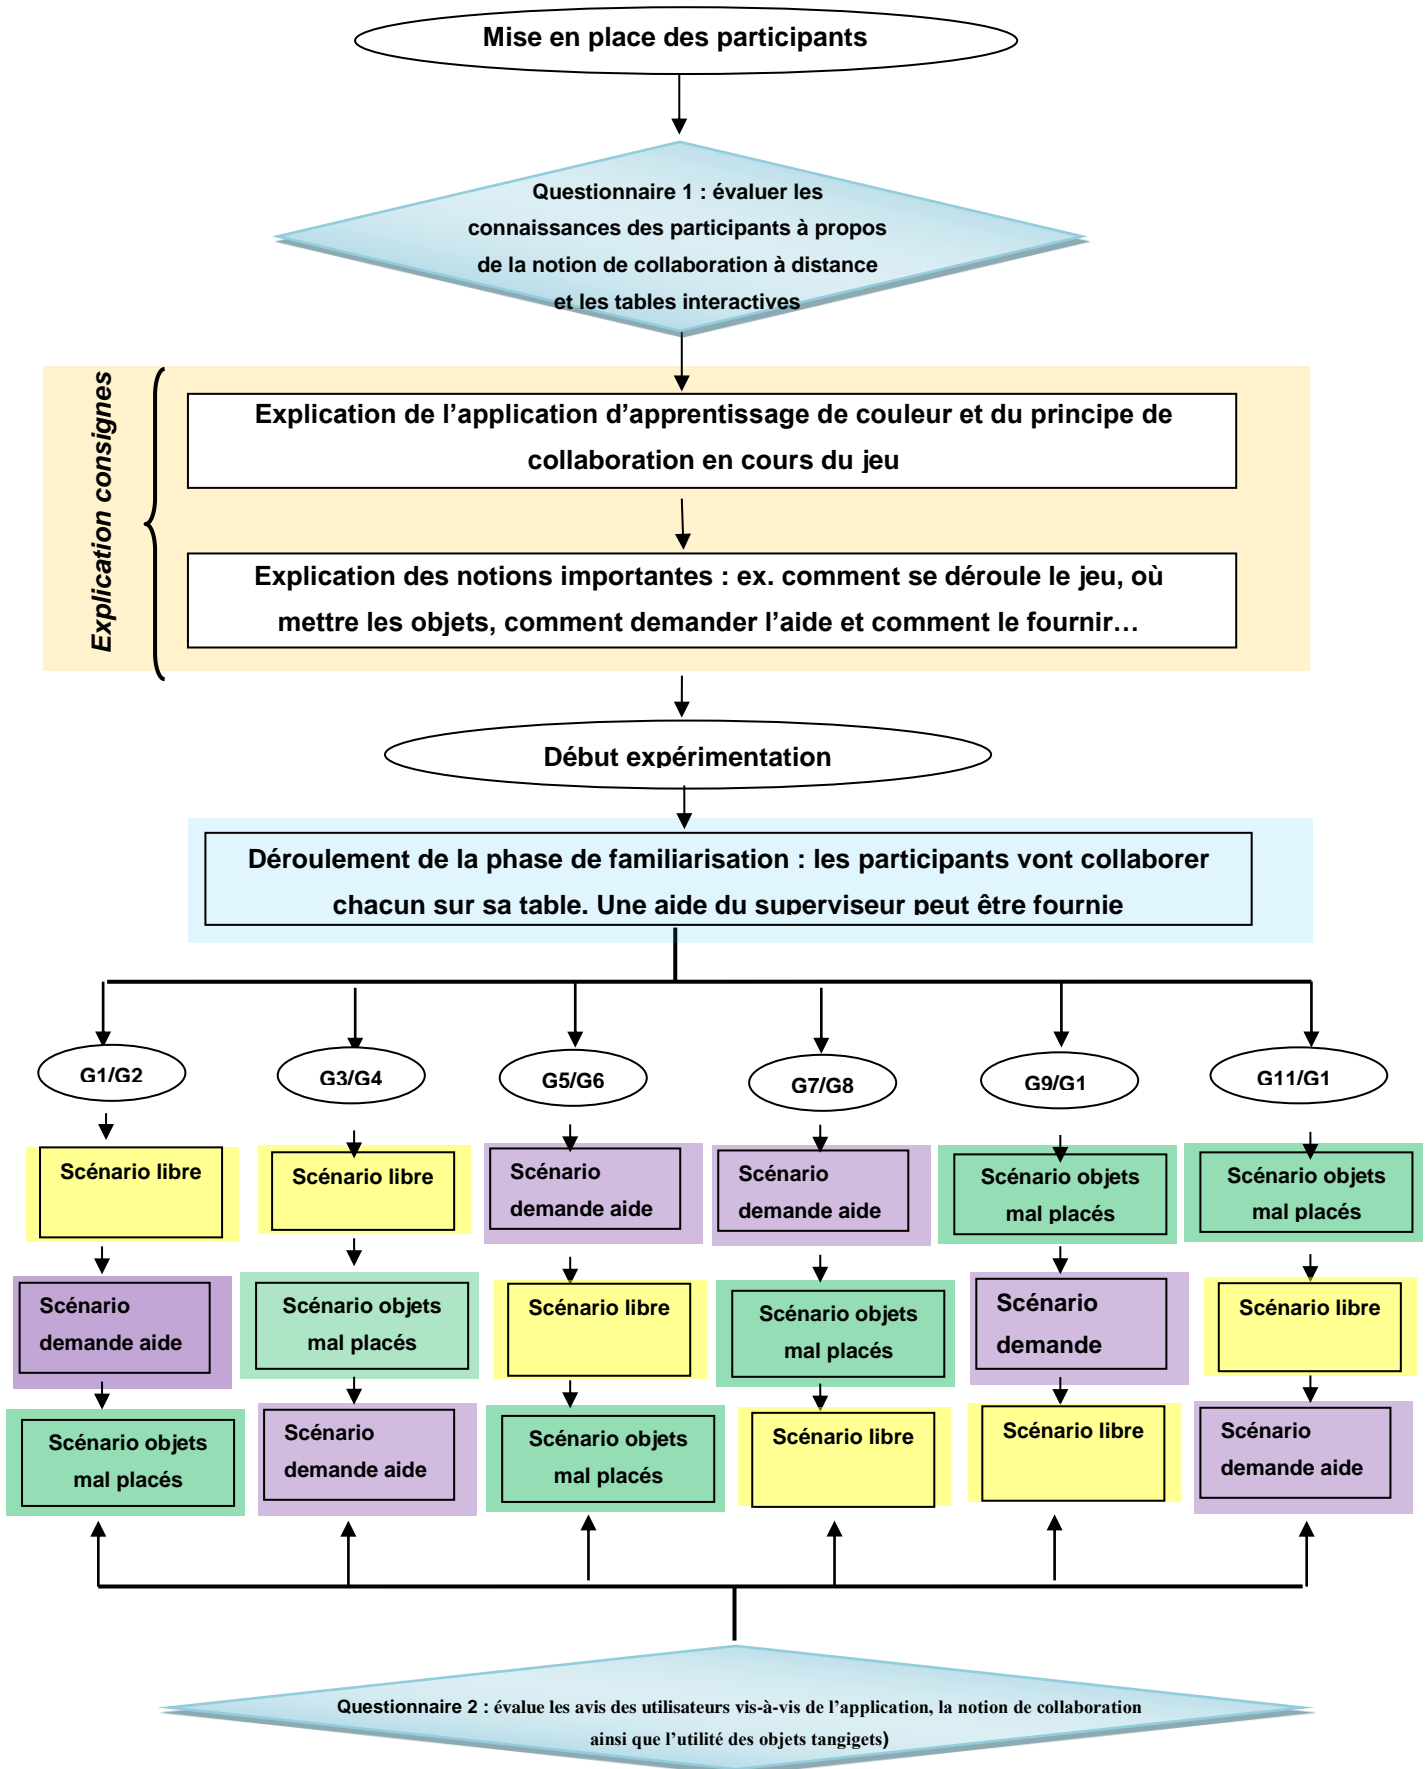 Mise en place des participants
Questionnaire 1 : évaluer les
connaissances des participants à propos
de la notion de collaboration à distance
et les tables interactives
Explication consignes
Explication de l’application d’apprentissage de couleur et du principe de
collaboration en cours du jeu
Explication des notions importantes : ex. comment se déroule le jeu, où
mettre les objets, comment demander l’aide et comment le fournir…
Début expérimentation
Déroulement de la phase de familiarisation : les participants vont collaborer
chacun sur sa table. Une aide du superviseur peut être fournie
G1/G2
G3/G4
G5/G6
G7/G8
G9/G1
G11/G1
Scénario libre
Scénario libre
Scénario
demande aide
Scénario
demande aide
Scénario objets
mal placés
Scénario objets
mal placés
Scénario
demande aide
Scénario objets
mal placés
Scénario libre
Scénario objets
mal placés
Scénario
demande
Scénario libre
Scénario objets
mal placés
Scénario
demande aide
Scénario objets
mal placés
Scénario libre
Scénario libre
Scénario
demande aide
Questionnaire 2 : évalue les avis des utilisateurs vis-à-vis de l’application, la notion de collaboration
ainsi que l’utilité des objets tangigets)